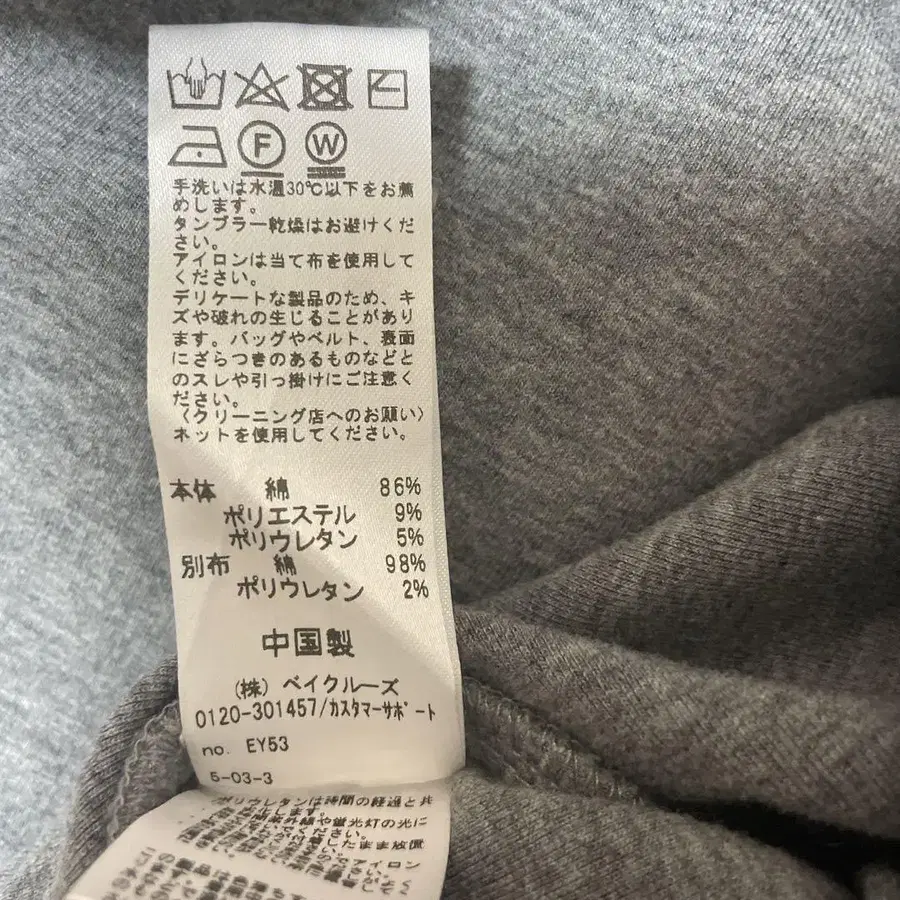 F W
手洗いは水温30℃以下をお薦
めします。
タンブラー乾燥はお避けくだ
さい。
アイロンは当て布を使用して
ください。
デリケートな製品のため、キ
ズや破れの生じることがあり
ます。バッグやベルト、表面
にざらつきのあるものなどと
のスレや引っ掛けにご注意く
ださい。
〈クリーニング店へのお願い〉
ネットを使用してください。
本体 綿 86%
ポリエステル 9%
ポリウレタン 5%
別布 綿 98%
ポリウレタン 2%
中国製
(株) ベイクルーズ
0120-301457/カスタマーサポート
no. EY53
5-03-3
ポリウレタンは時間の経過と共